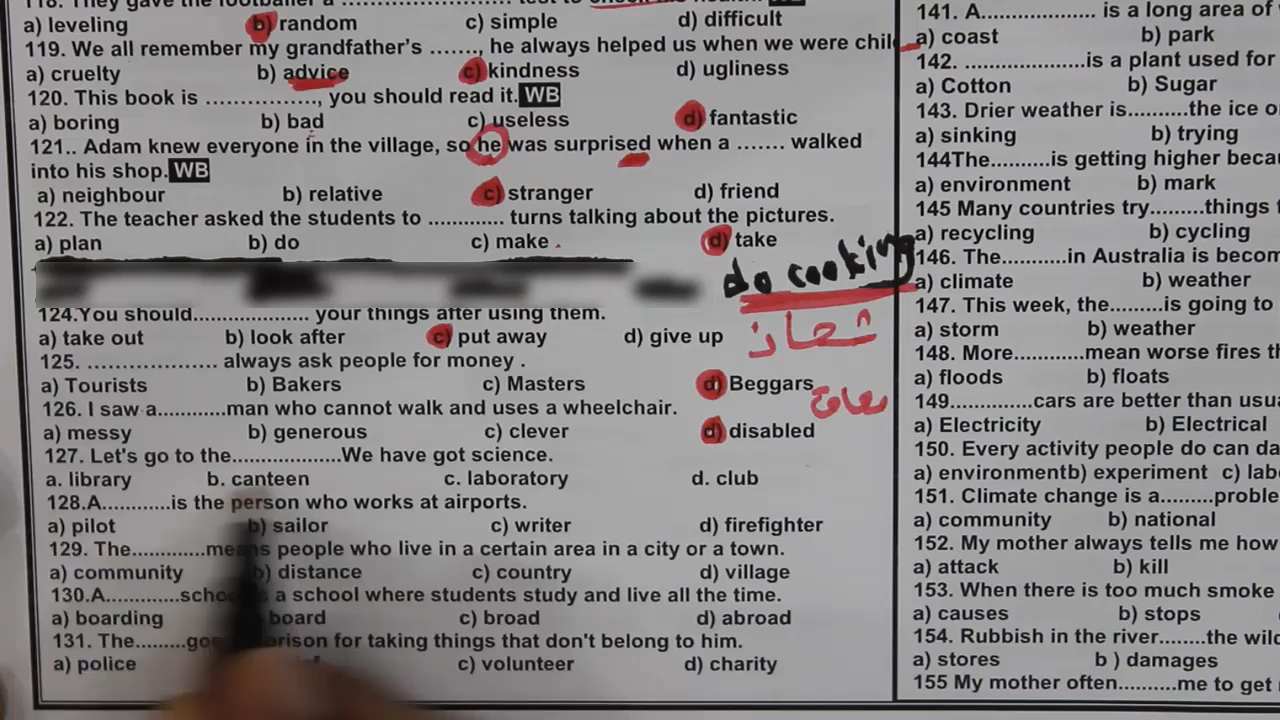 118. They gave the footballer a ........................ test to check his health. WB
a) leveling b) random c) simple d) difficult
119. We all remember my grandfather's ......., he always helped us when we were
a) cruelty b) advice c) kindness d) ugliness
120. This book is ................, you should read it. WB
a) boring b) bad c) useless d) fantastic
121.. Adam knew everyone in the village, so he was surprised when a ....... walked
into his shop. WB
a) neighbour b) relative c) stranger d) friend
122. The teacher asked the students to ............ turns talking about the pictures.
a) plan b) do c) make d) take
do cooking
124.You should................... your things after using them.
a) take out b) look after c) put away d) give up
شحاذ
125. ..................... always ask people for money .
a) Tourists b) Bakers c) Masters d) Beggars
معاق
126. I saw a...........man who cannot walk and uses a wheelchair.
a) messy b) generous c) clever d) disabled
127. Let's go to the..................We have got science.
a. library b. canteen c. laboratory d. club
128.A...........is the person who works at airports.
a) pilot b) sailor c) writer d) firefighter
129. The............means people who live in a certain area in a city or a town.
a) community b) distance c) country d) village
130.A............ a school where students study and live all the time.
a) boarding board c) broad d) abroad
131. The........ prison for taking things that don't belong to him.
a) police c) volunteer d) charity
141. A................... is a long area of
a) coast b) park
142. ....................is a plant used for
a) Cotton b) Sugar
143. Drier weather is..........the ice
a) sinking b) trying
144The..........is getting higher
a) environment b) mark
145 Many countries try.........things
a) recycling b) cycling
146. The...........in Australia is
a) climate b) weather
147. This week, the.........is going to
a) storm b) weather
148. More............mean worse fires
a) floods b) floats
149..............cars are better than
a) Electricity b) Electrical
150. Every activity people do can
a) environmentb) experiment c)
151. Climate change is a.........
a) community b) national
152. My mother always tells me how
a) attack b) kill
153. When there is too much smoke
a) causes b) stops
154. Rubbish in the river........the
a) stores b ) damages
155 My mother often..........me to get